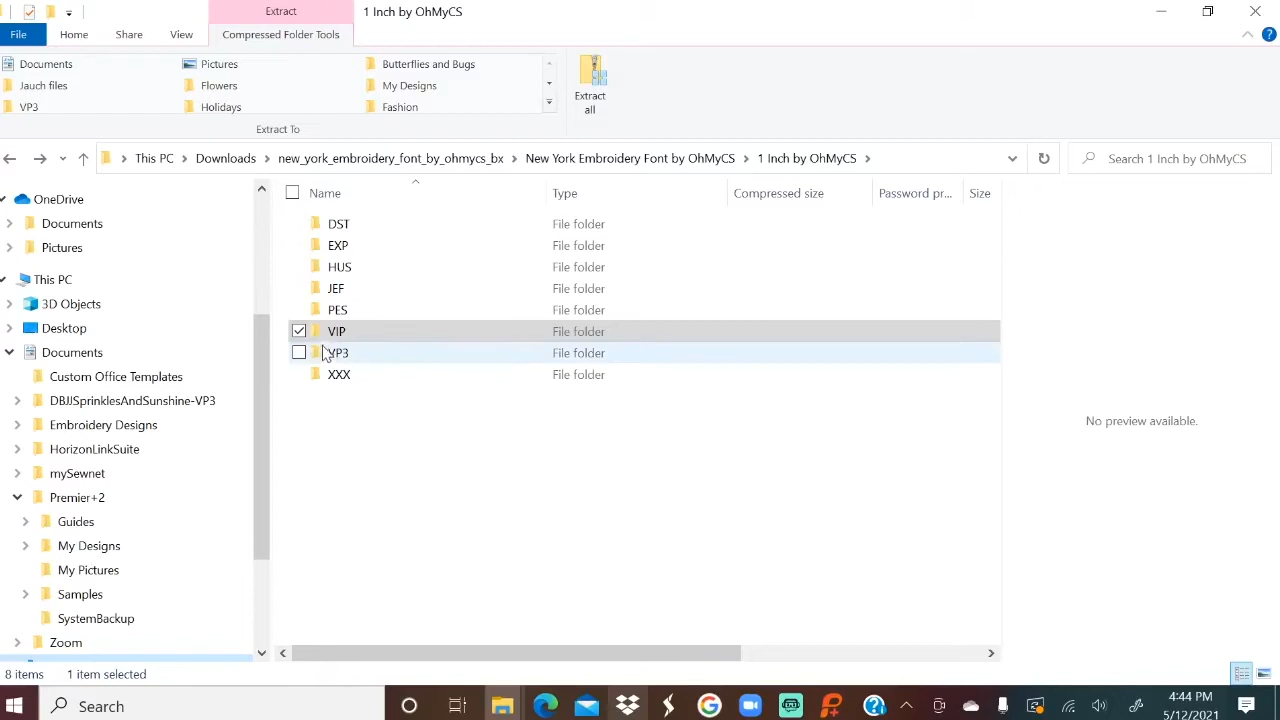 Extract
1 Inch by OhMyCS
File
Home
Share
View
Compressed Folder Tools
?
Documents
Pictures
Butterflies and Bugs
Jauch files
Flowers
My Designs
VP3
Holidays
Fashion
Extract all
Extract To
This PC > Downloads > new_york_embroidery_font_by_ohmycs_bx > New York Embroidery Font by OhMyCS > 1 Inch by OhMyCS >
Search 1 Inch by OhMyCS
Name
Type
Compressed size
Password pr...
Size
OneDrive
Documents
Pictures
This PC
3D Objects
Desktop
Documents
Custom Office Templates
DBJJSprinklesAndSunshine-VP3
Embroidery Designs
HorizonLinkSuite
mySewnet
Premier+2
Guides
My Designs
My Pictures
Samples
SystemBackup
Zoom
DST File folder
EXP File folder
HUS File folder
JEF File folder
PES File folder
VIP File folder
VP3 File folder
XXX File folder
No preview available.
8 items
1 item selected
Search
4:44 PM
5/12/2021